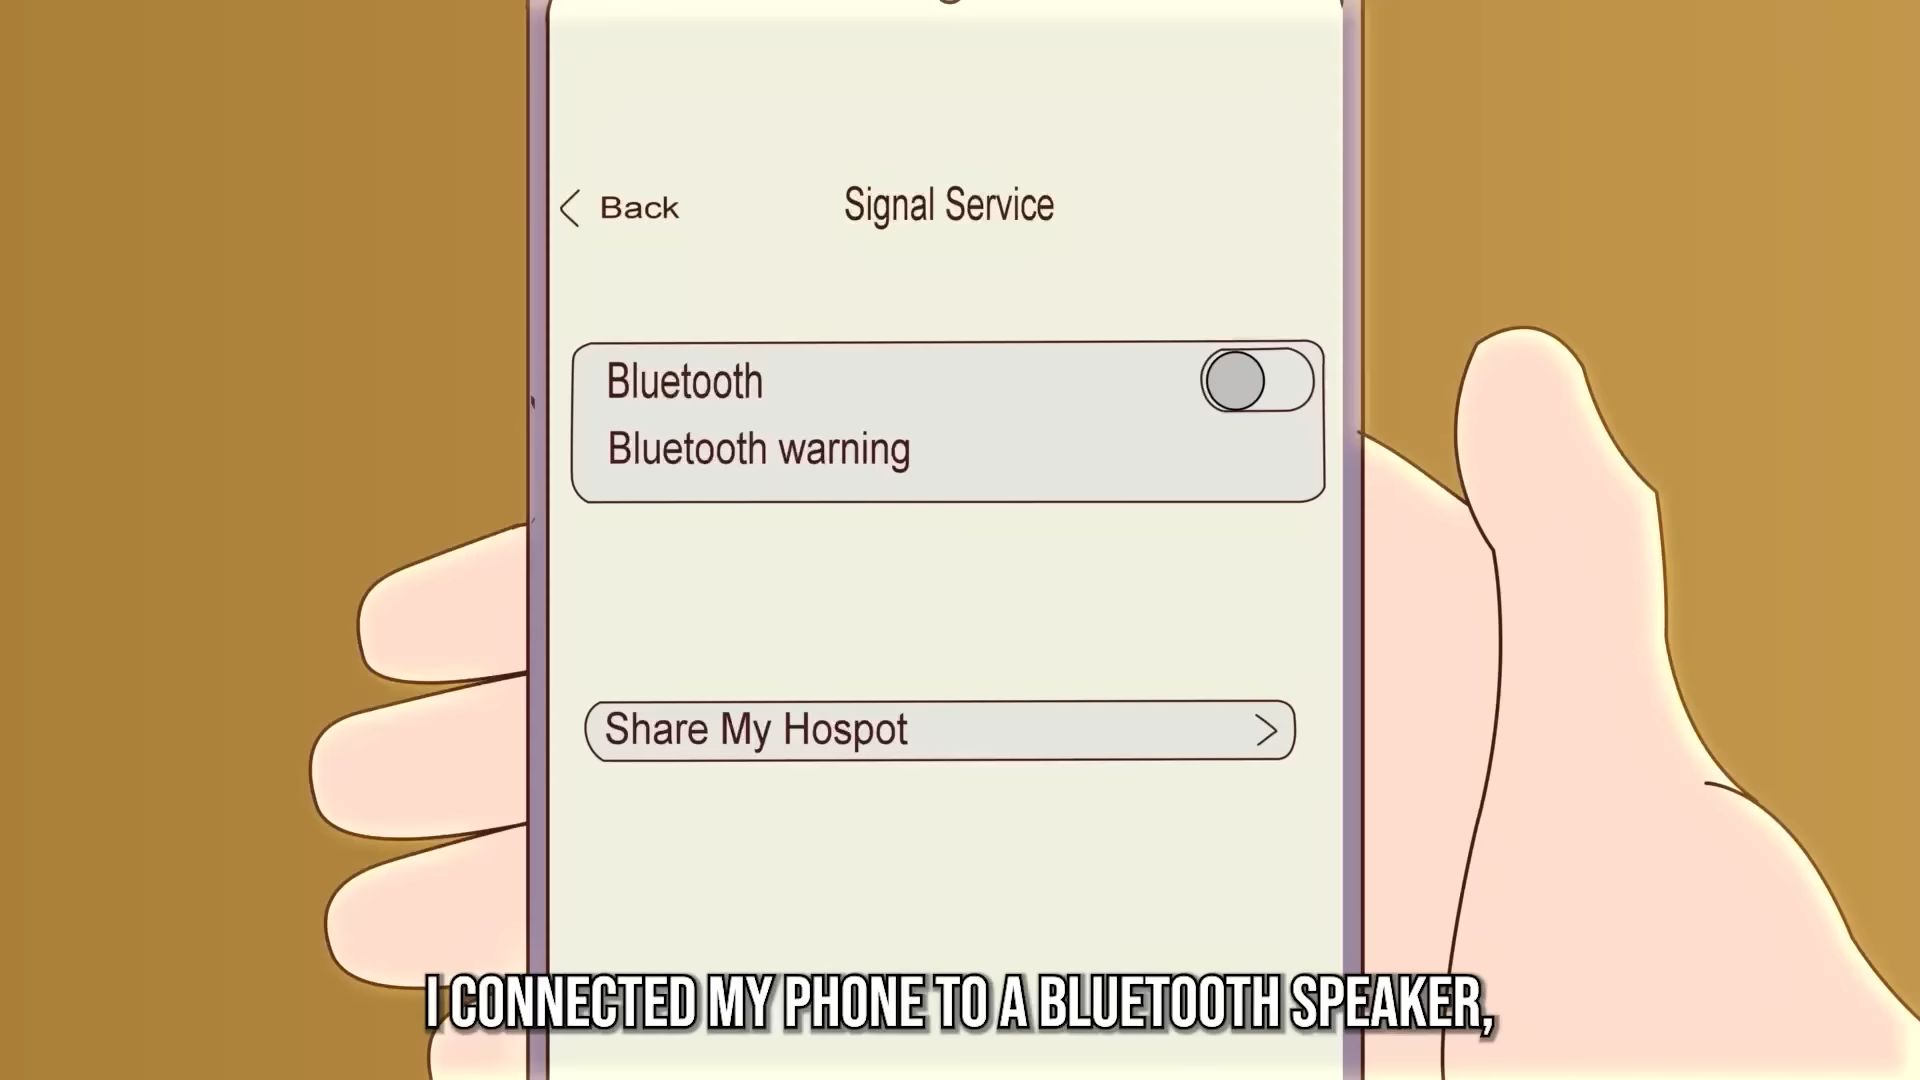 Back
Signal Service
Bluetooth
Bluetooth warning
Share My Hospot
I CONNECTED MY PHONE TO A BLUETOOTH SPEAKER,